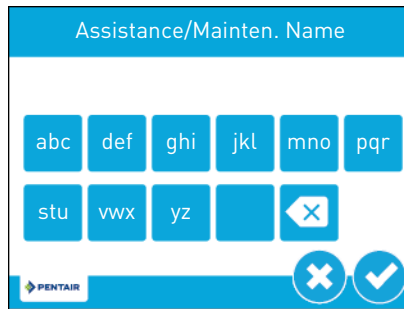 Assistance/Mainten. Name
abc def ghi jkl mno pqr
stu vwx yz
PENTAIR